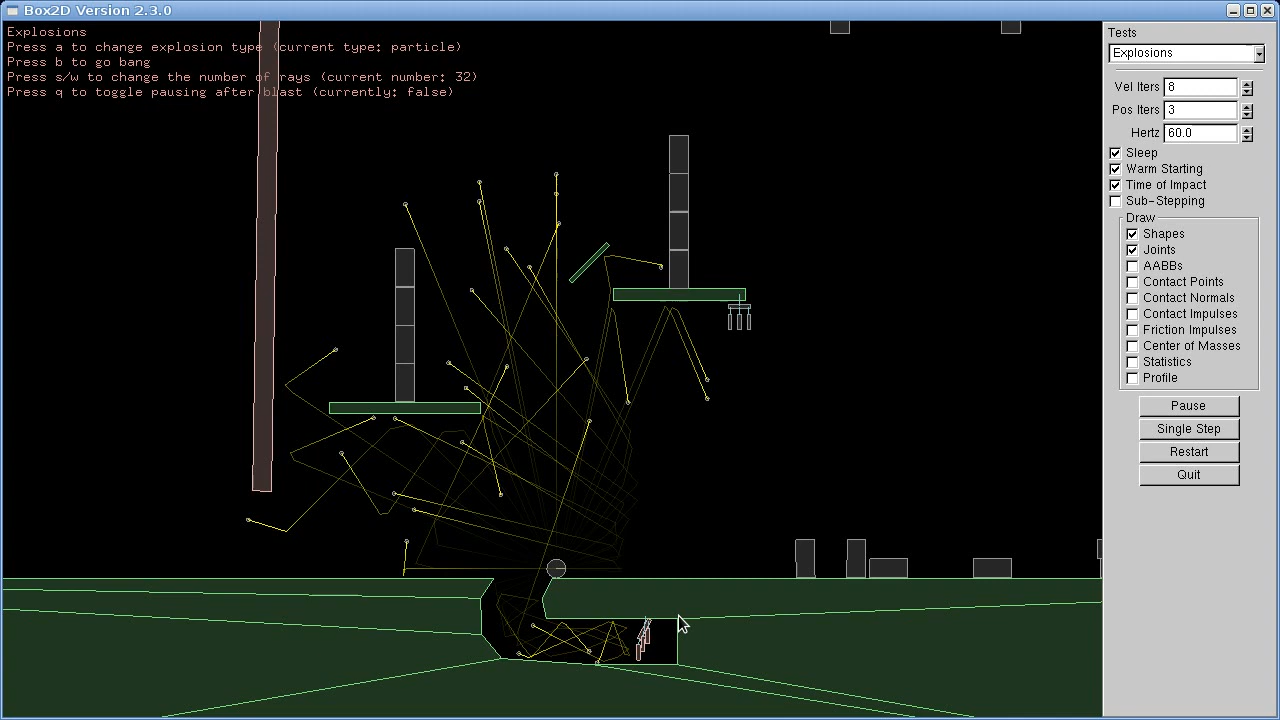 Box2D Version 2.3.0
Explosions
Press a to change explosion type (current type: particle)
Press b to go bang
Press s/w to change the number of rays (current number: 32)
Press q to toggle pausing after blast (currently: false)
Tests
Explosions
Vel Iters 8
Pos Iters 3
Hertz 60.0
Sleep
Warm Starting
Time of Impact
Sub-Stepping
Draw
Shapes
Joints
AABBs
Contact Points
Contact Normals
Contact Impulses
Friction Impulses
Center of Masses
Statistics
Profile
Pause
Single Step
Restart
Quit